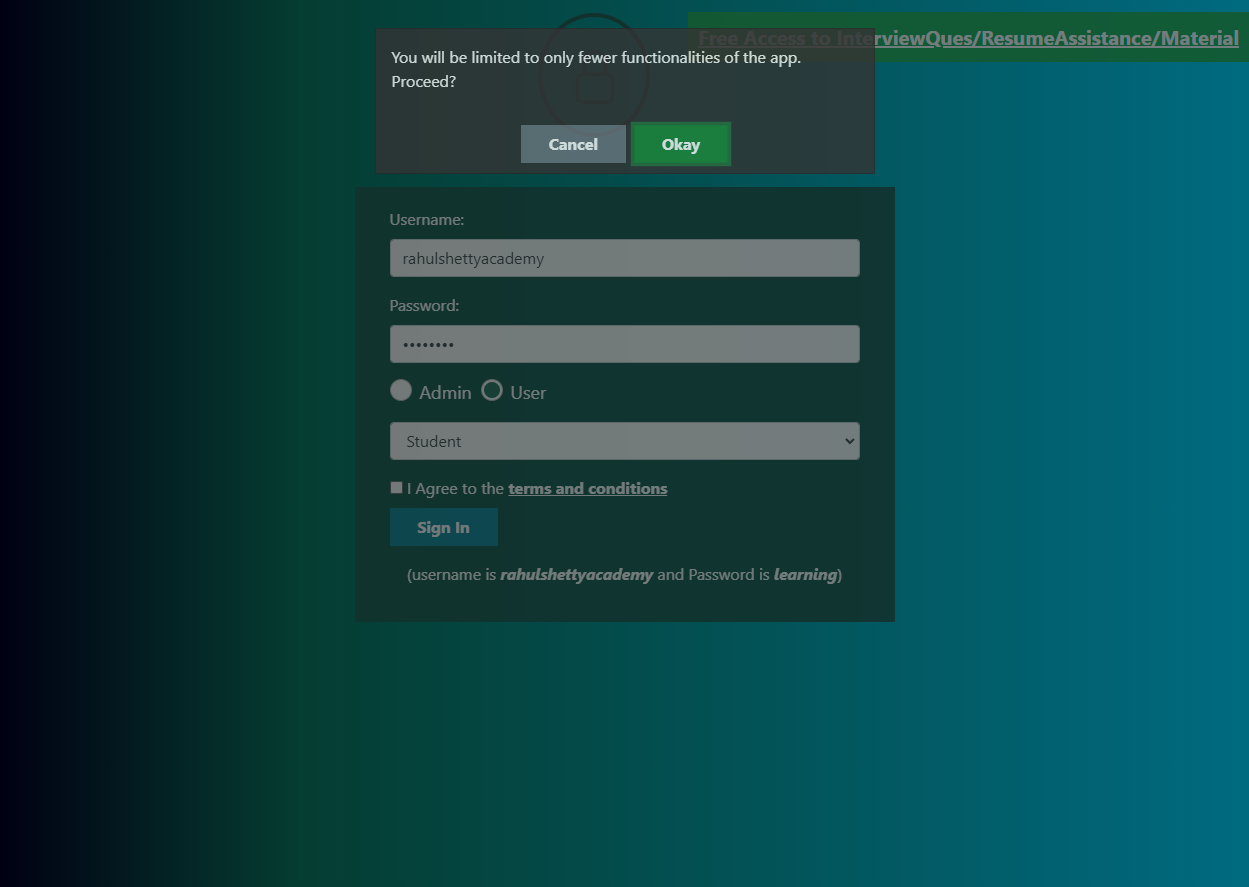 Free Access to InterviewQues/ResumeAssistance/Material
You will be limited to only fewer functionalities of the app.
Proceed?
Cancel Okay
Username:
rahulshettyacademy
Password:
••••••••
Admin User
Student
I Agree to the terms and conditions
Sign In
(username is rahulshettyacademy and Password is learning)